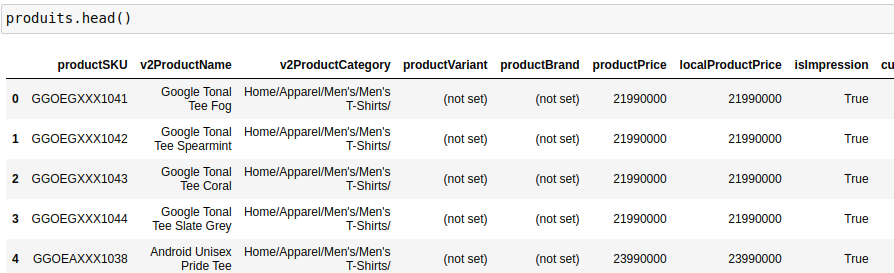 produits.head()
productSKU v2ProductName v2ProductCategory productVariant productBrand productPrice localProductPrice isImpression cu
0 GGOEGXXX1041 Google Tonal Tee Fog Home/Apparel/Men's/Men's T-Shirts/ (not set) (not set) 21990000 21990000 True
1 GGOEGXXX1042 Google Tonal Tee Spearmint Home/Apparel/Men's/Men's T-Shirts/ (not set) (not set) 21990000 21990000 True
2 GGOEGXXX1043 Google Tonal Tee Coral Home/Apparel/Men's/Men's T-Shirts/ (not set) (not set) 21990000 21990000 True
3 GGOEGXXX1044 Google Tonal Tee Slate Grey Home/Apparel/Men's/Men's T-Shirts/ (not set) (not set) 21990000 21990000 True
4 GGOEAXXX1038 Android Unisex Pride Tee Home/Apparel/Men's/Men's T-Shirts/ (not set) (not set) 23990000 23990000 True